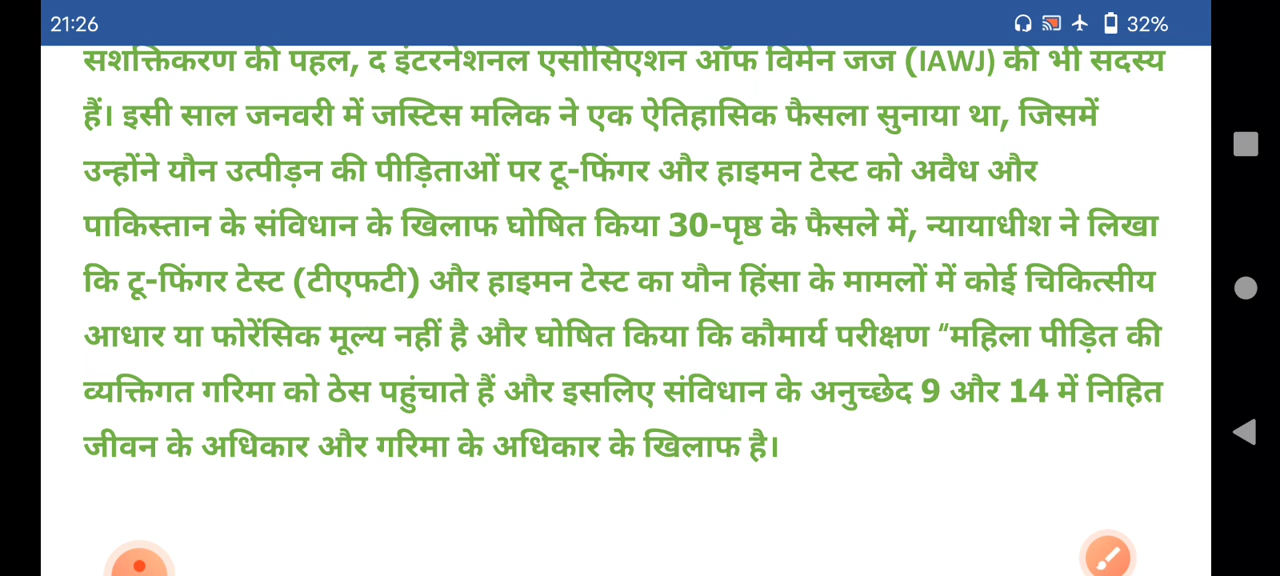 21:26
32%
सशक्तिकरण की पहल, द इंटरनेशनल एसोसिएशन ऑफ विमेन जज (IAWJ) की भी सदस्य
हैं। इसी साल जनवरी में जस्टिस मलिक ने एक ऐतिहासिक फैसला सुनाया था, जिसमें
उन्होंने यौन उत्पीड़न की पीड़िताओं पर टू-फिंगर और हाइमन टेस्ट को अवैध और
पाकिस्तान के संविधान के खिलाफ घोषित किया 30-पृष्ठ के फैसले में, न्यायाधीश ने लिखा
कि टू-फिंगर टेस्ट (टीएफटी) और हाइमन टेस्ट का यौन हिंसा के मामलों में कोई चिकित्सीय
आधार या फोरेंसिक मूल्य नहीं है और घोषित किया कि कौमार्य परीक्षण “महिला पीड़ित की
व्यक्तिगत गरिमा को ठेस पहुंचाते हैं और इसलिए संविधान के अनुच्छेद 9 और 14 में निहित
जीवन के अधिकार और गरिमा के अधिकार के खिलाफ है।